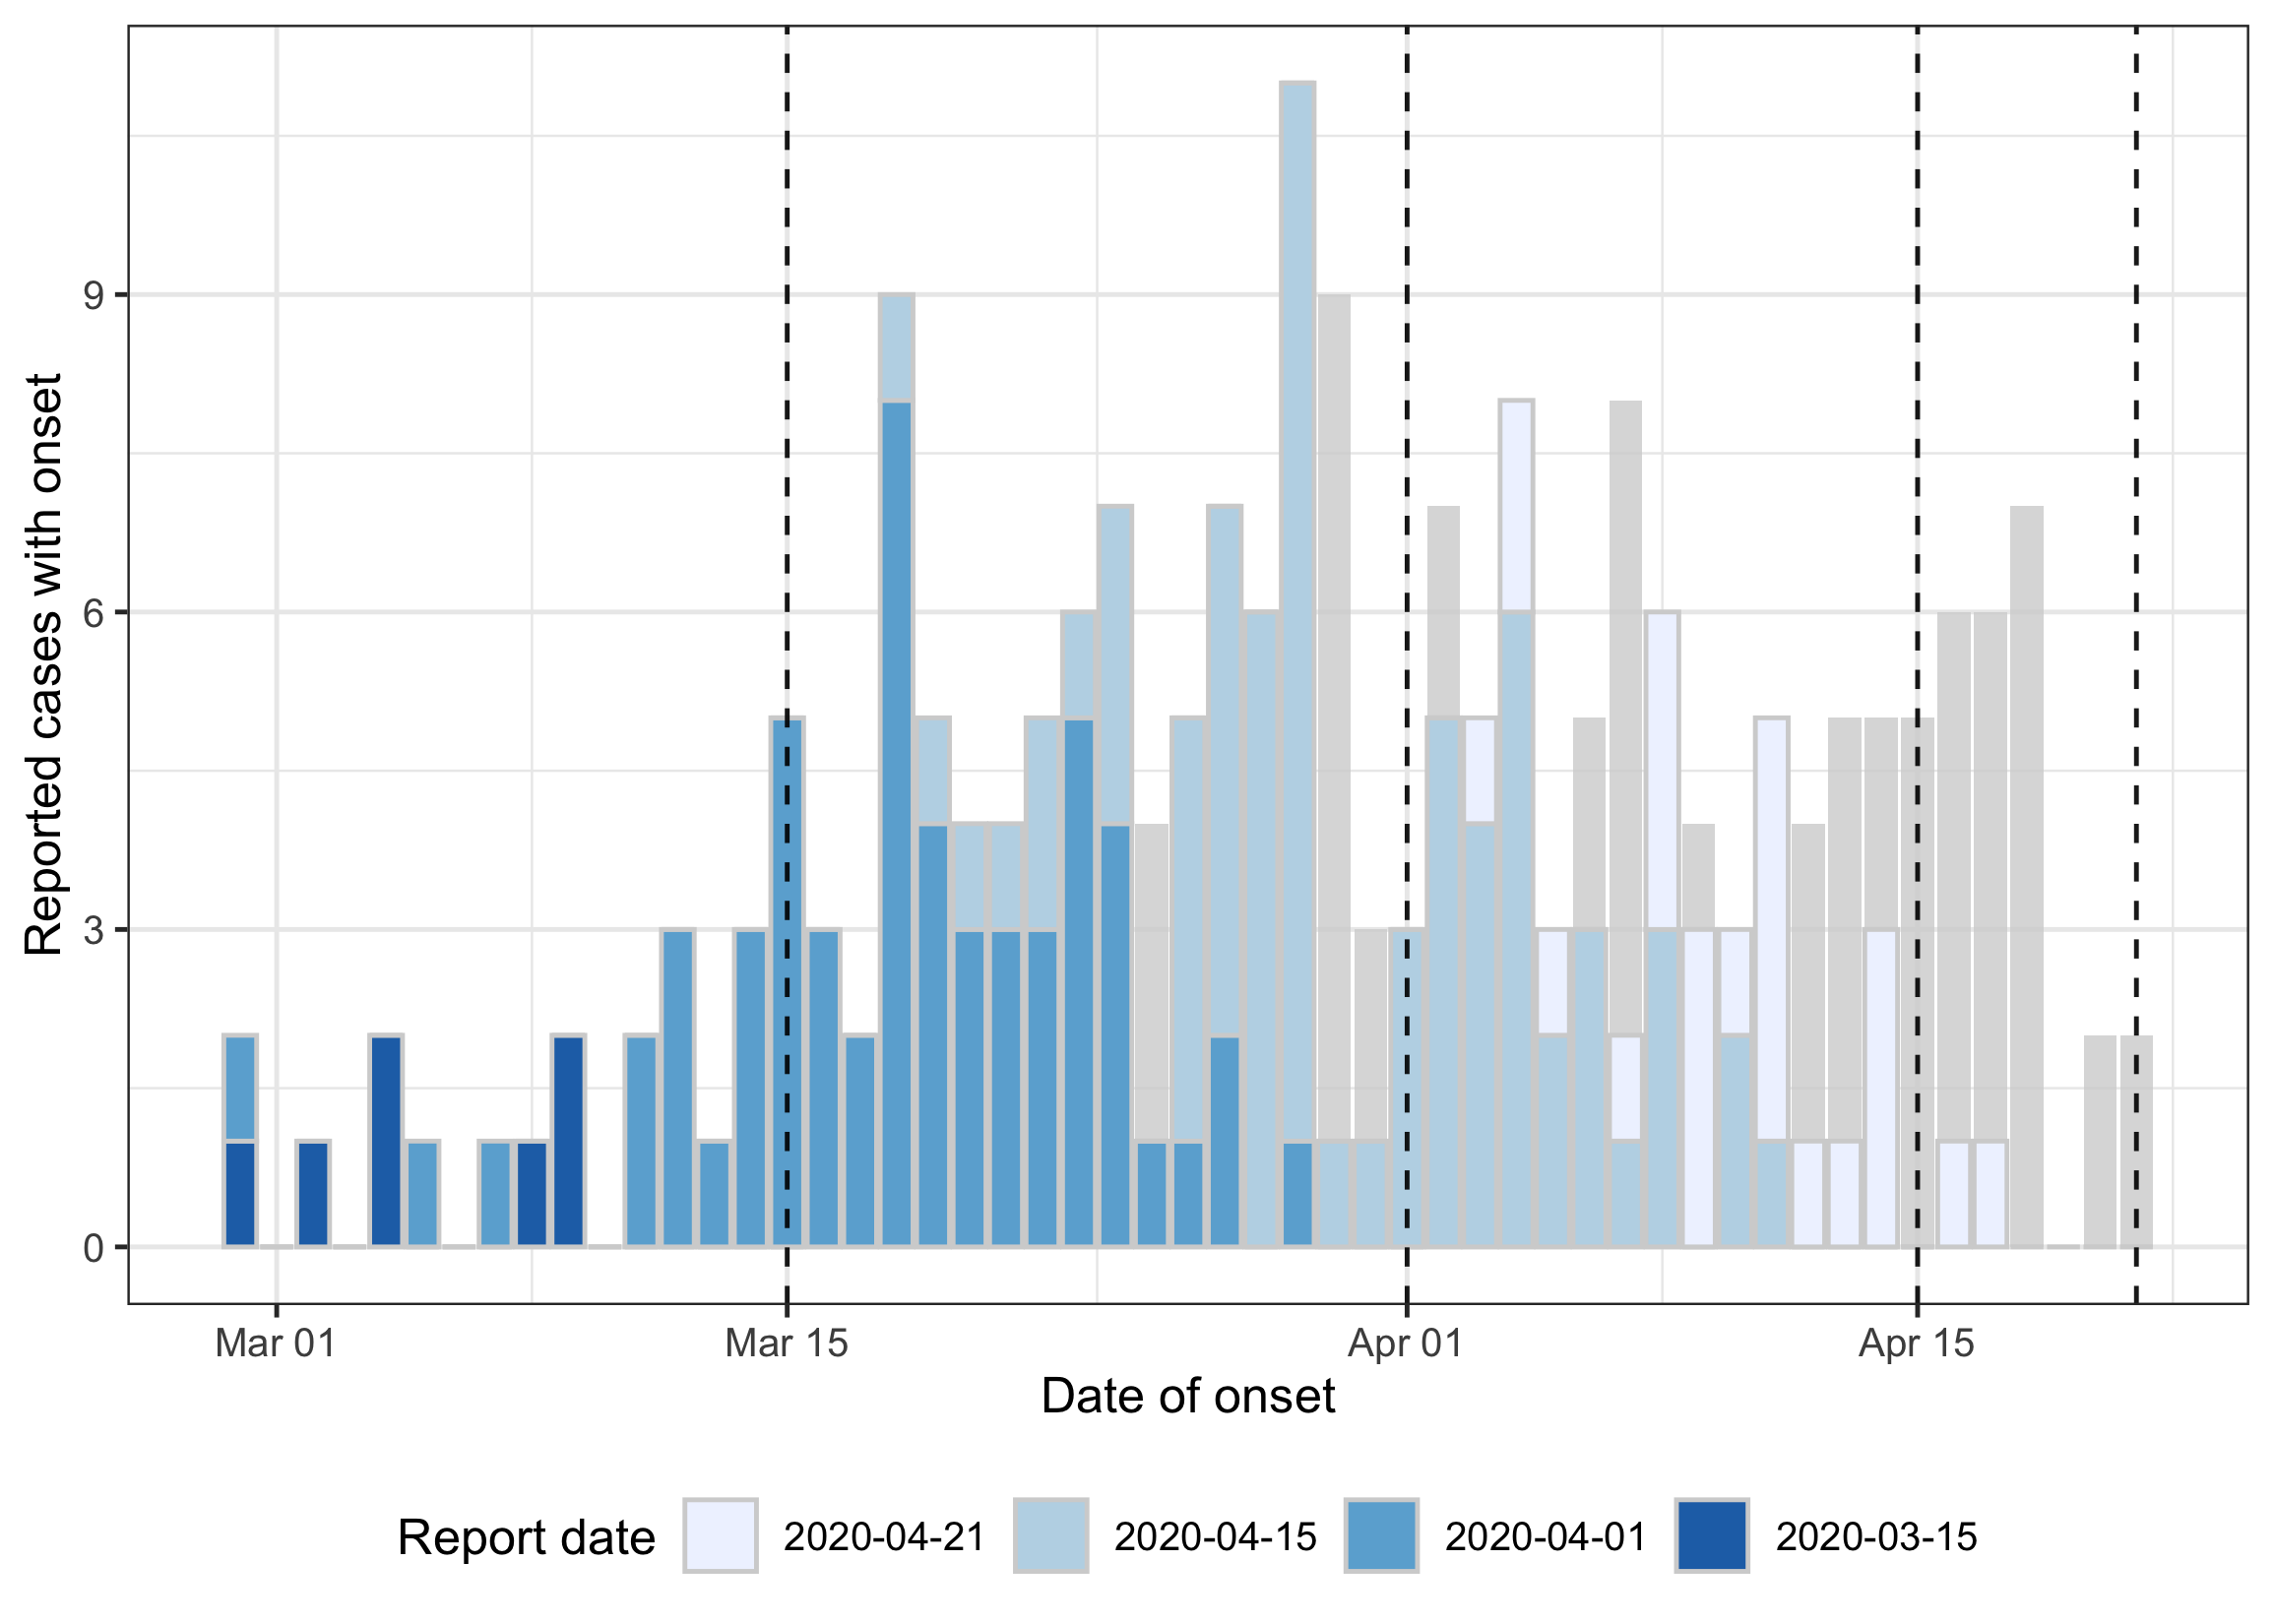 Reported cases with onset
9
6
3
0
Mar 01 Mar 15 Apr 01 Apr 15
Date of onset
Report date 2020-04-21 2020-04-15 2020-04-01 2020-03-15